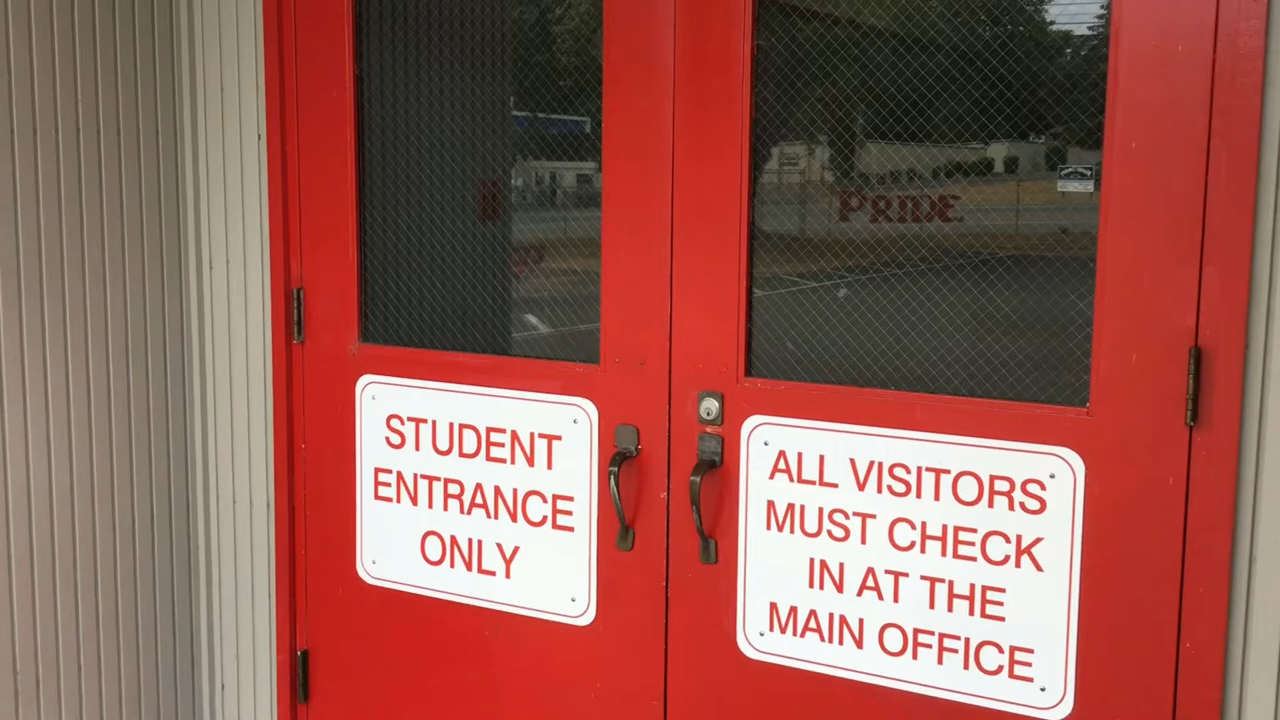 PRIDE
STUDENT
ENTRANCE
ONLY
ALL VISITORS
MUST CHECK
IN AT THE
MAIN OFFICE